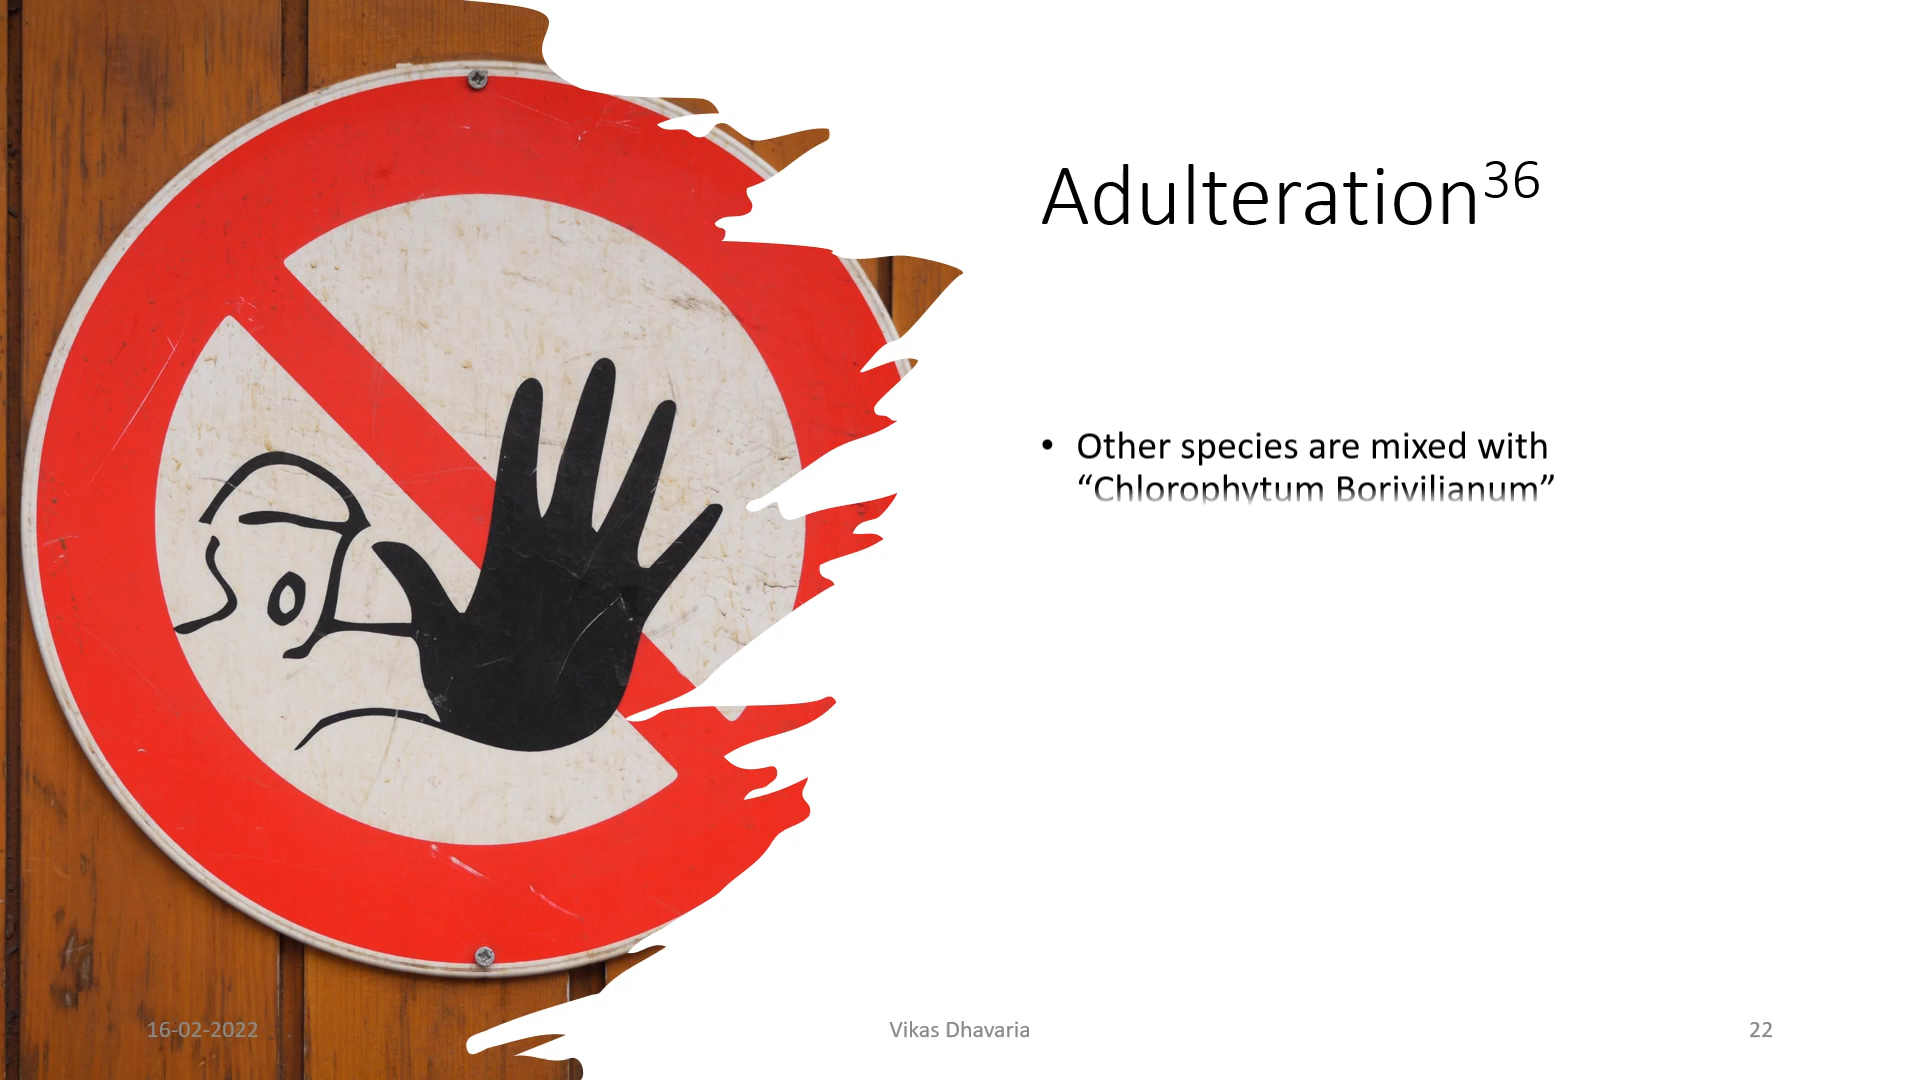 Adulteration36
• Other species are mixed with
“Chlorophytum Borivilianum”
16-02-2022
Vikas Dhavaria
22